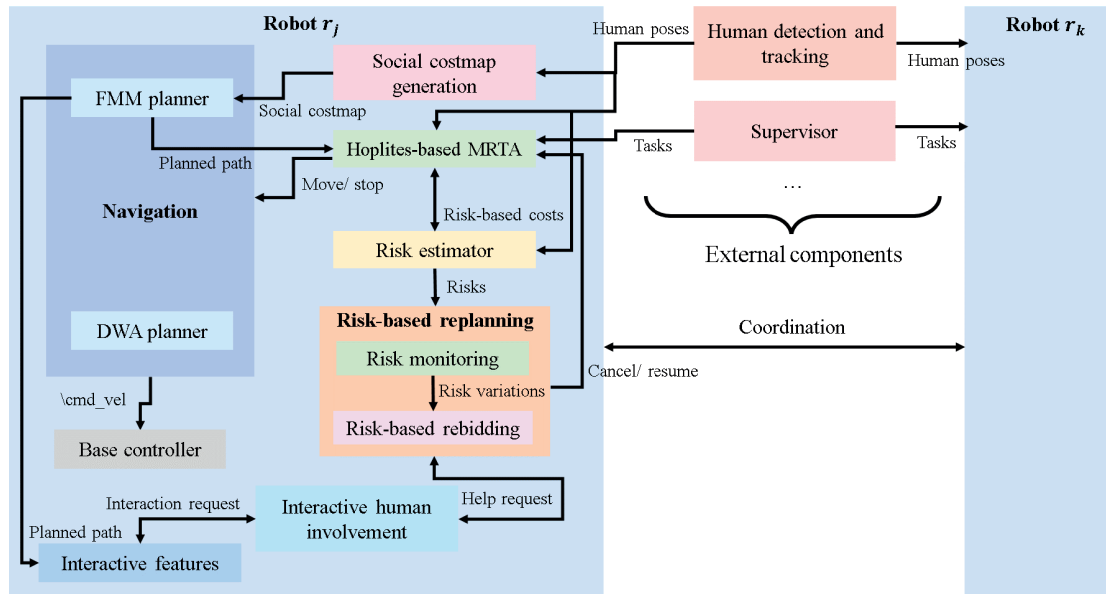 Robot r_j
Robot r_k
Human poses
Human detection and
tracking
Human poses
Social costmap
generation
FMM planner
Social costmap
Hoplites-based MRTA
Planned path
Move/ stop
Supervisor
Tasks
Tasks
...
External components
Navigation
Risk-based costs
Risk estimator
Risks
DWA planner
Risk-based replanning
Risk monitoring
Risk variations
Risk-based rebidding
Cancel/ resume
Coordination
\cmd_vel
Base controller
Interaction request
Interactive human
involvement
Help request
Planned path
Interactive features